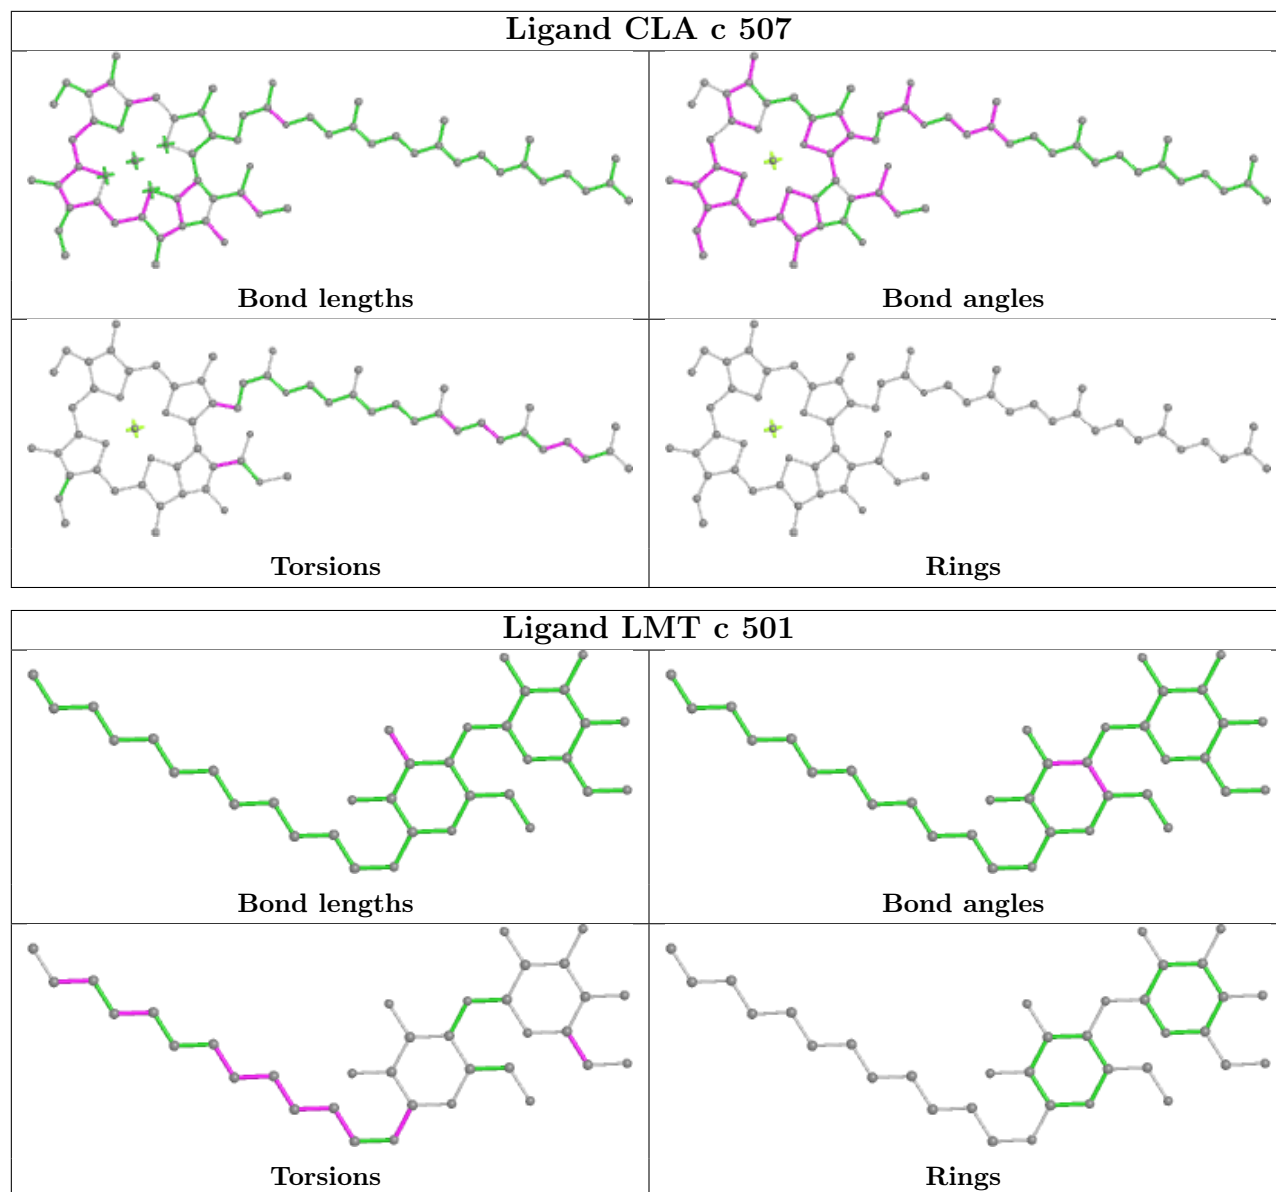 Ligand CLA c 507
Bond lengths
Bond angles
Torsions
Rings
Ligand LMT c 501
Bond lengths
Bond angles
Torsions
Rings